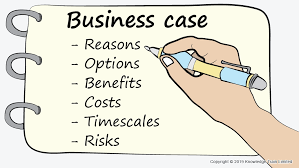 Business case
- Reasons
- Options
- Benefits
- Costs
- Timescales
- Risks